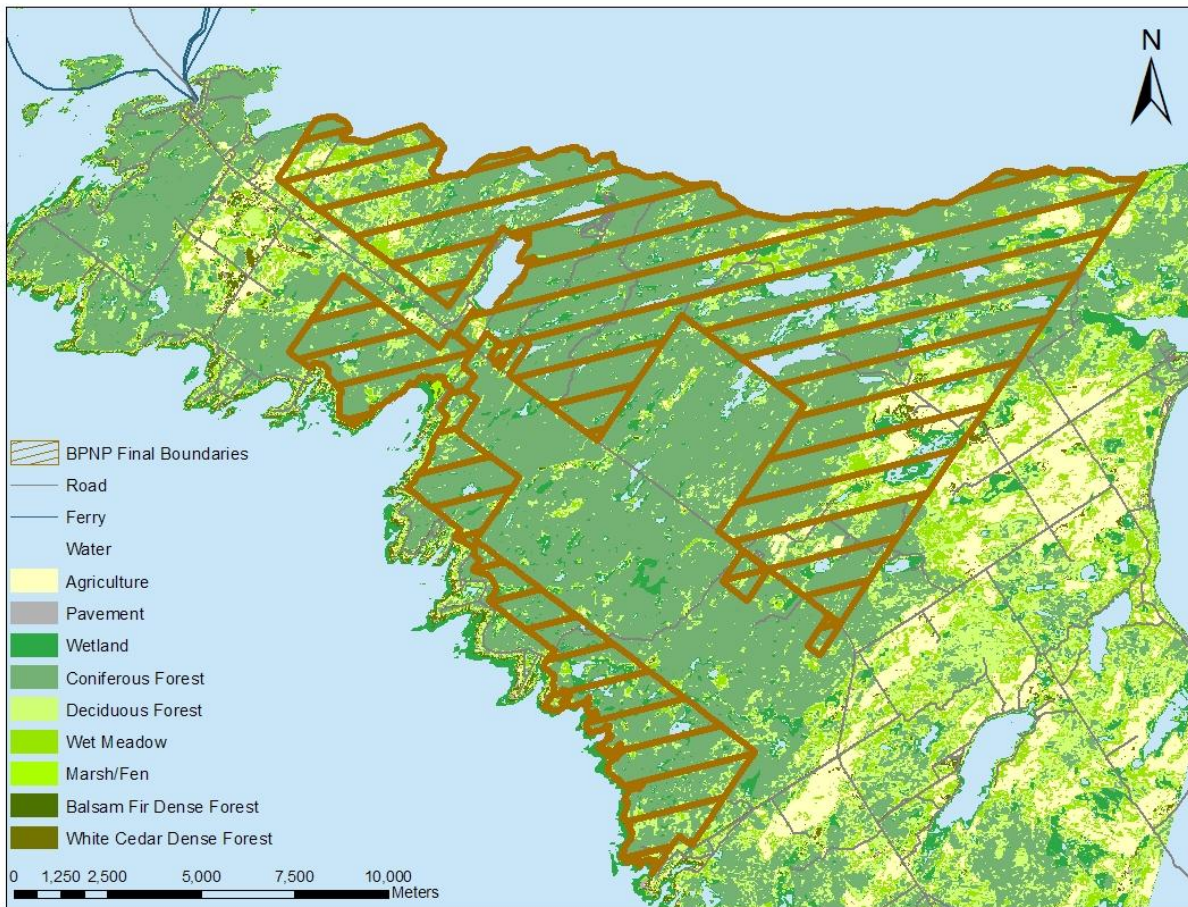 N
BPNP Final Boundaries
Road
Ferry
Water
Agriculture
Pavement
Wetland
Coniferous Forest
Deciduous Forest
Wet Meadow
Marsh/Fen
Balsam Fir Dense Forest
White Cedar Dense Forest
0 1,250 2,500 5,000 7,500 10,000
Meters